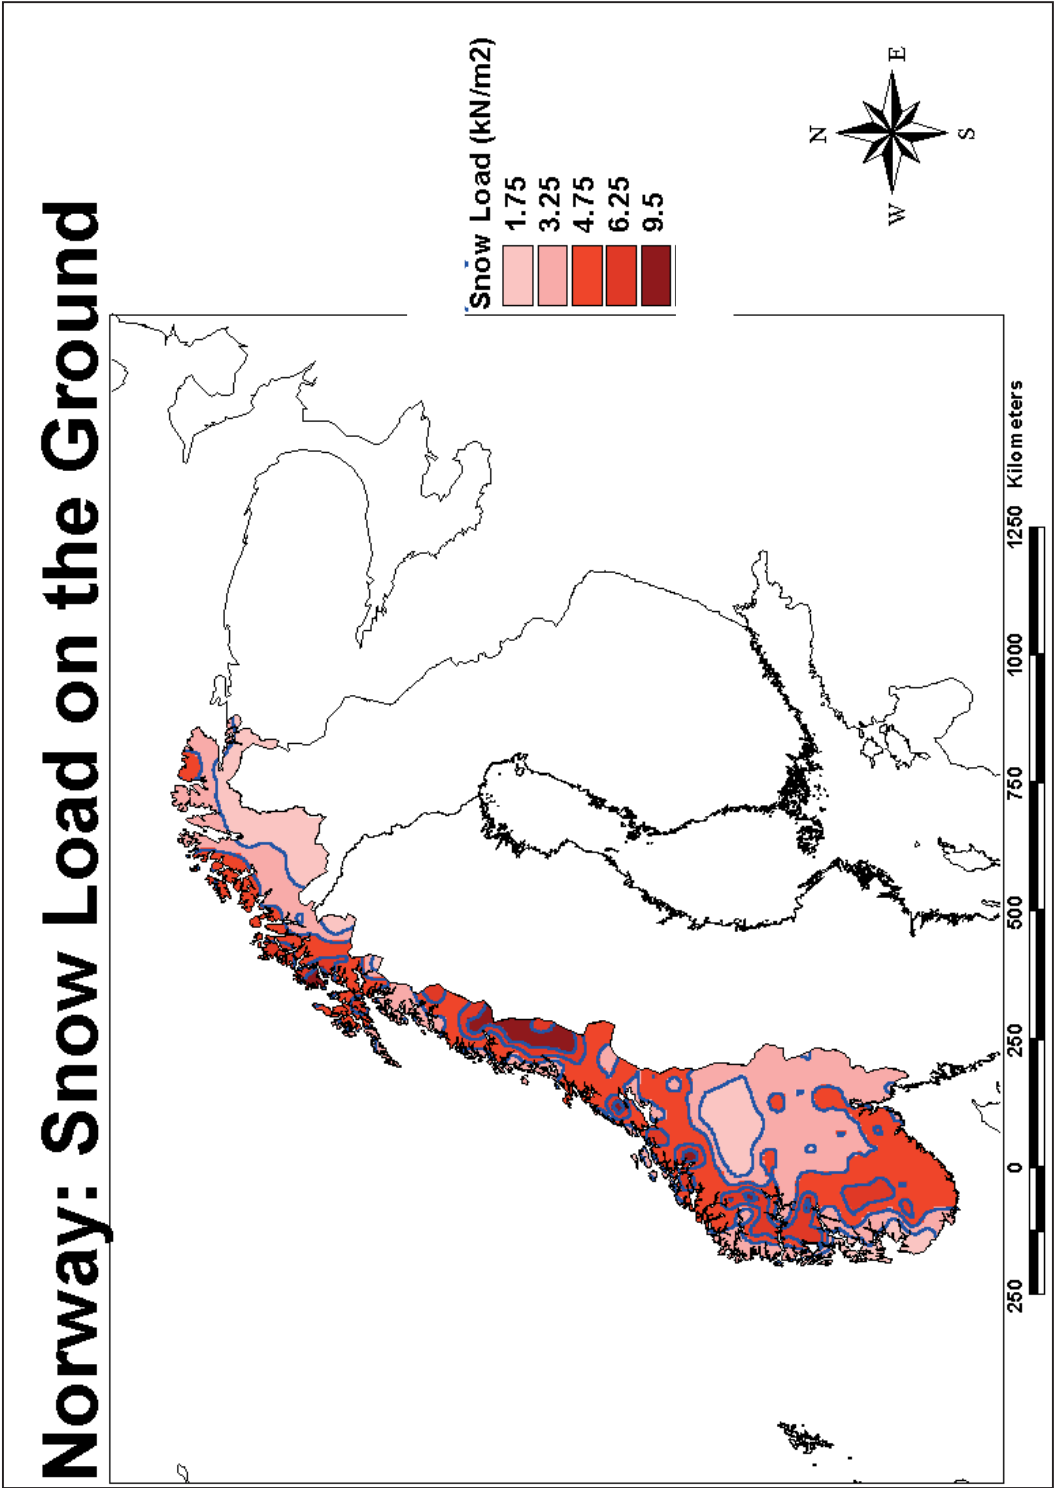 Norway: Snow Load on the Ground
Snow Load (kN/m2)
1.75
3.25
4.75
6.25
9.5
N
W E
S
250 0 250 500 750 1000 1250 Kilometers